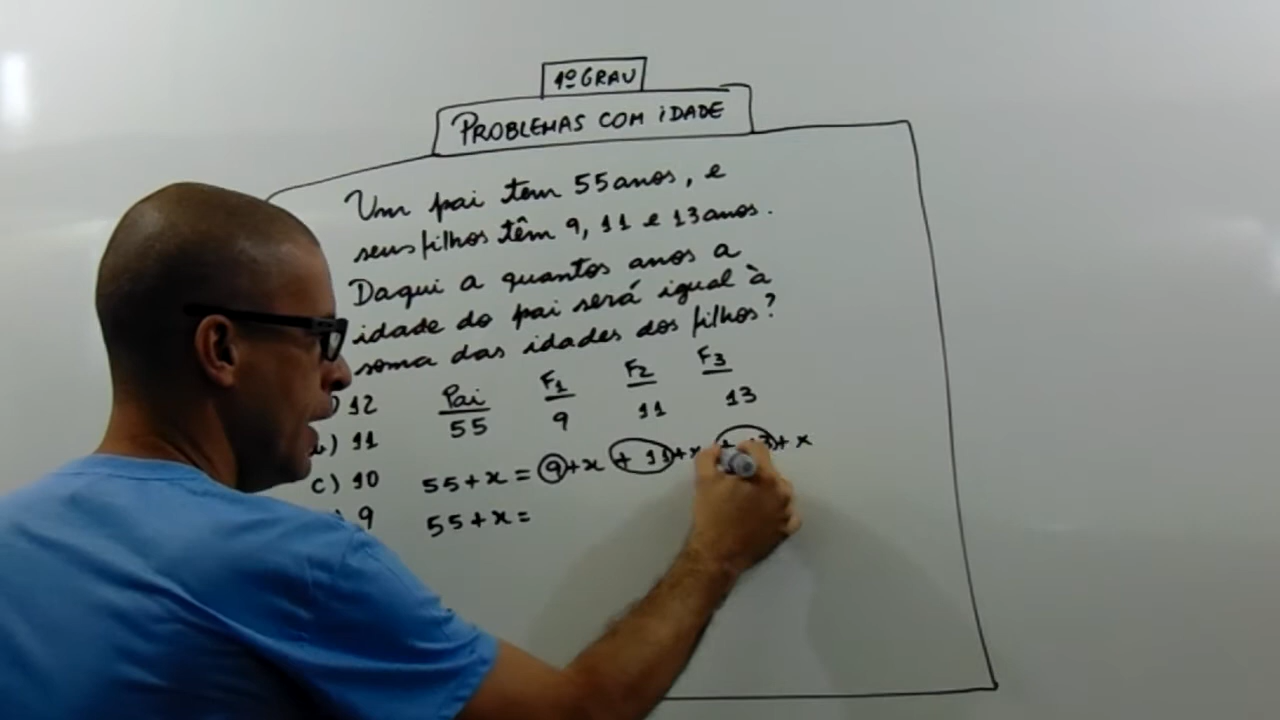 1º GRAU
PROBLEMAS COM IDADE
Um pai tem 55 anos, e
seus filhos têm 9, 11 e 13 anos.
Daqui a quantos anos a
idade do pai será igual à
soma das idades dos filhos?
Pai F1 F2 F3
) 12 55 9 11 13
) 11
c) 10 55+x = 9+x + 11+x + 13+x
9 55+x =